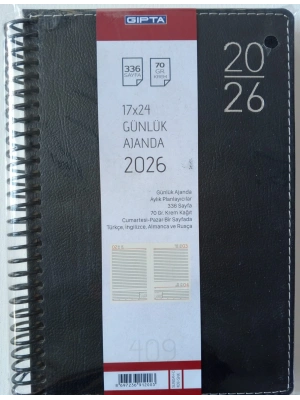 GIPTA
336
SAYFA
70
GR.
KREM
20
26
17x24
GÜNLÜK
AJANDA
2026
Günlük Ajanda
Aylık Planlayıcılar
336 Sayfa
70 Gr. Krem Kağıt
Cumartesi Pazar Bir Sayfada
Türkçe, İngilizce, Almanca ve Rusça
409